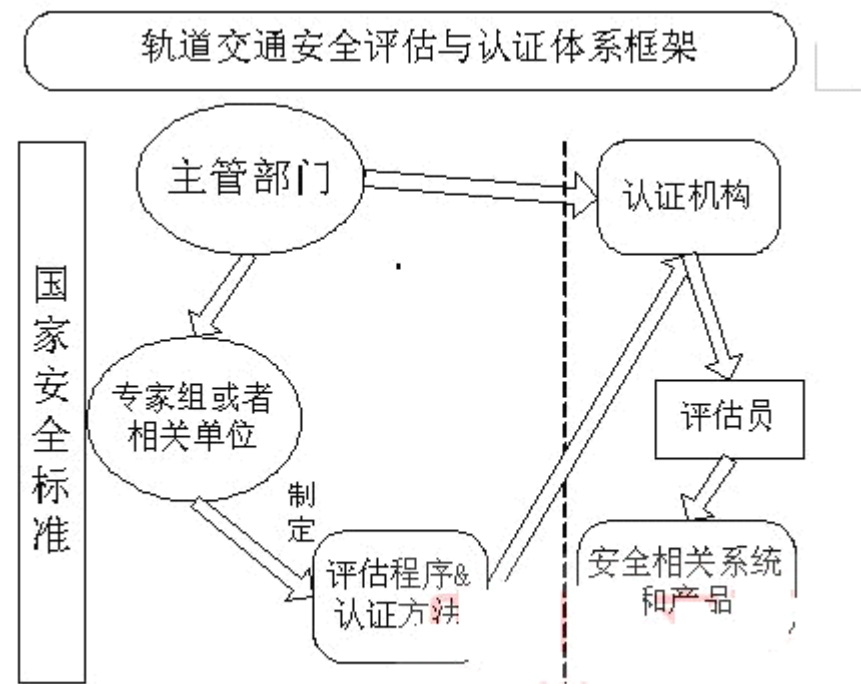 轨道交通安全评估与认证体系框架
主管部门
认证机构
国家安全标准
专家组或者
相关单位
评估员
制定
评估程序&
认证方法
安全相关系统
和产品